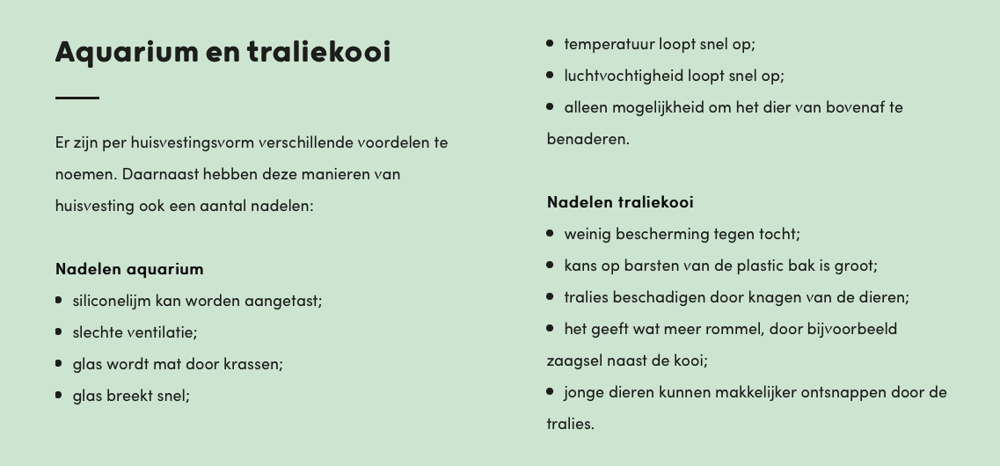 Aquarium en traliekooi
Er zijn per huisvestingsvorm verschillende voordelen te
noemen. Daarnaast hebben deze manieren van
huisvesting ook een aantal nadelen:
Nadelen aquarium
• siliconelijm kan worden aangetast;
• slechte ventilatie;
• glas wordt mat door krassen;
• glas breekt snel;
• temperatuur loopt snel op;
• luchtvochtigheid loopt snel op;
• alleen mogelijkheid om het dier van bovenaf te
benaderen.
Nadelen traliekooi
• weinig bescherming tegen tocht;
• kans op barsten van de plastic bak is groot;
• tralies beschadigen door knagen van de dieren;
• het geeft wat meer rommel, door bijvoorbeeld
zaagsel naast de kooi;
• jonge dieren kunnen makkelijker ontsnappen door de
tralies.